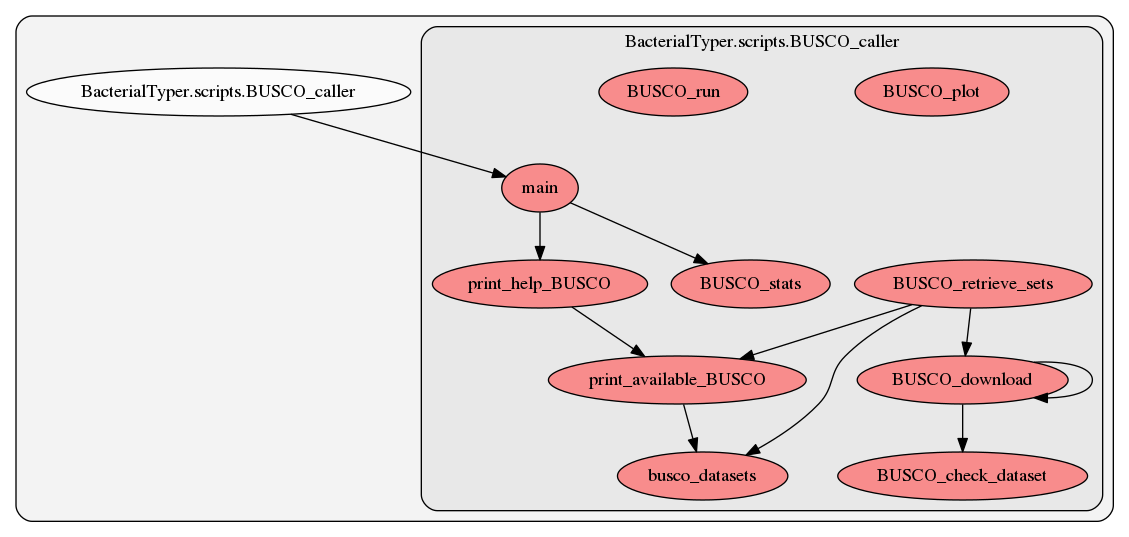 BacterialTyper.scripts.BUSCO_caller
BacterialTyper.scripts.BUSCO_caller
BUSCO_run
BUSCO_plot
main
print_help_BUSCO
BUSCO_stats
BUSCO_retrieve_sets
print_available_BUSCO
BUSCO_download
busco_datasets
BUSCO_check_dataset